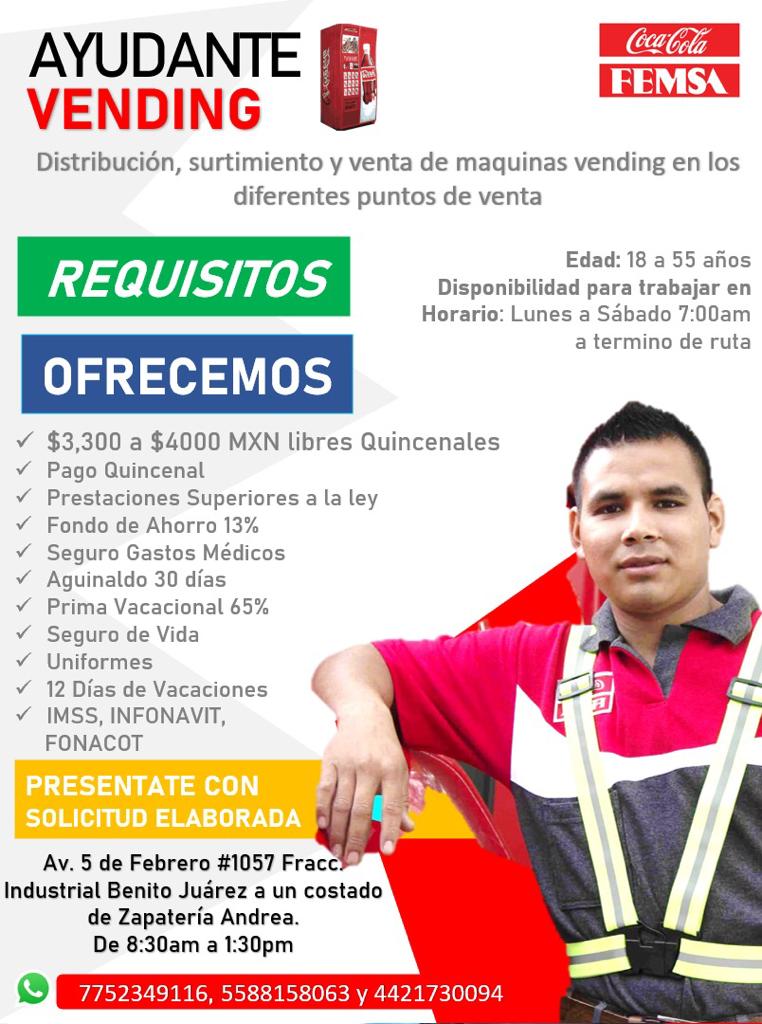 AYUDANTE
VENDING
Coca-Cola
FEMSA
Distribución, surtimiento y venta de maquinas vending en los
diferentes puntos de venta
REQUISITOS
Edad: 18 a 55 años
Disponibilidad para trabajar en
Horario: Lunes a Sábado 7:00am
a termino de ruta
OFRECEMOS
✓ $3,300 a $4000 MXN libres Quincenales
✓ Pago Quincenal
✓ Prestaciones Superiores a la ley
✓ Fondo de Ahorro 13%
✓ Seguro Gastos Médicos
✓ Aguinaldo 30 días
✓ Prima Vacacional 65%
✓ Seguro de Vida
✓ Uniformes
✓ 12 Días de Vacaciones
✓ IMSS, INFONAVIT,
FONACOT
PRESENTATE CON
SOLICITUD ELABORADA
Av. 5 de Febrero #1057 Fracc.
Industrial Benito Juárez a un costado
de Zapatería Andrea.
De 8:30am a 1:30pm
7752349116, 5588158063 y 4421730094